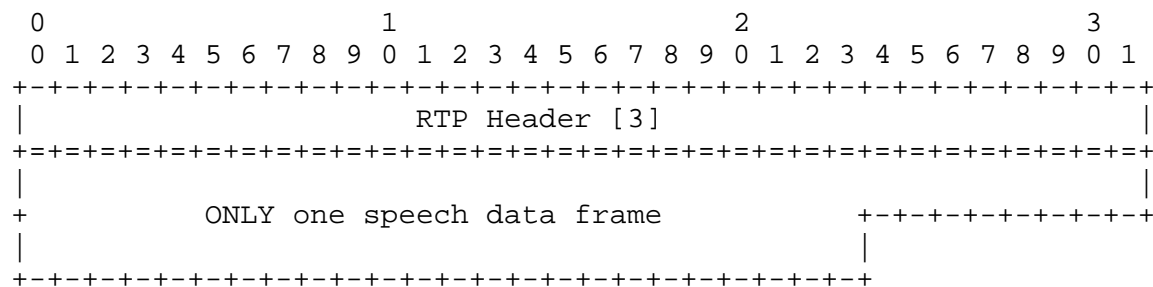 0                   1                   2                   3
 0 1 2 3 4 5 6 7 8 9 0 1 2 3 4 5 6 7 8 9 0 1 2 3 4 5 6 7 8 9 0 1
+-+-+-+-+-+-+-+-+-+-+-+-+-+-+-+-+-+-+-+-+-+-+-+-+-+-+-+-+-+-+-+-+
|                      RTP Header [3]                           |
+=+=+=+=+=+=+=+=+=+=+=+=+=+=+=+=+=+=+=+=+=+=+=+=+=+=+=+=+=+=+=+=+
|                                                               |
+          ONLY one speech data frame           +-+-+-+-+-+-+-+-+
|                                               |
+-+-+-+-+-+-+-+-+-+-+-+-+-+-+-+-+-+-+-+-+-+-+-+-+